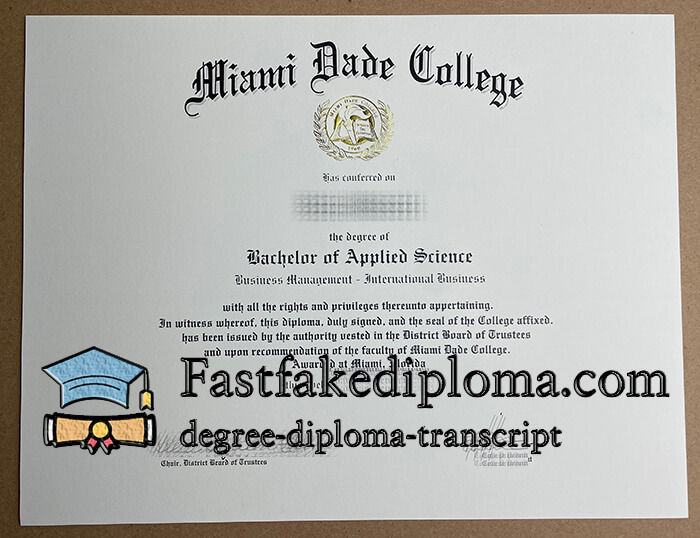 Miami Dade College
MIAMI DADE COLLEGE
1960
Has conferred on
the degree of
Bachelor of Applied Science
Business Management - International Business
with all the rights and privileges thereunto appertaining.
In witness whereof, this diploma, duly signed, and the seal of the College affixed,
has been issued by the authority vested in the District Board of Trustees
and upon recommendation of the faculty of Miami Dade College.
Awarded at Miami, Florida
Fastfakediploma.com
degree-diploma-transcript
Chair, District Board of Trustees